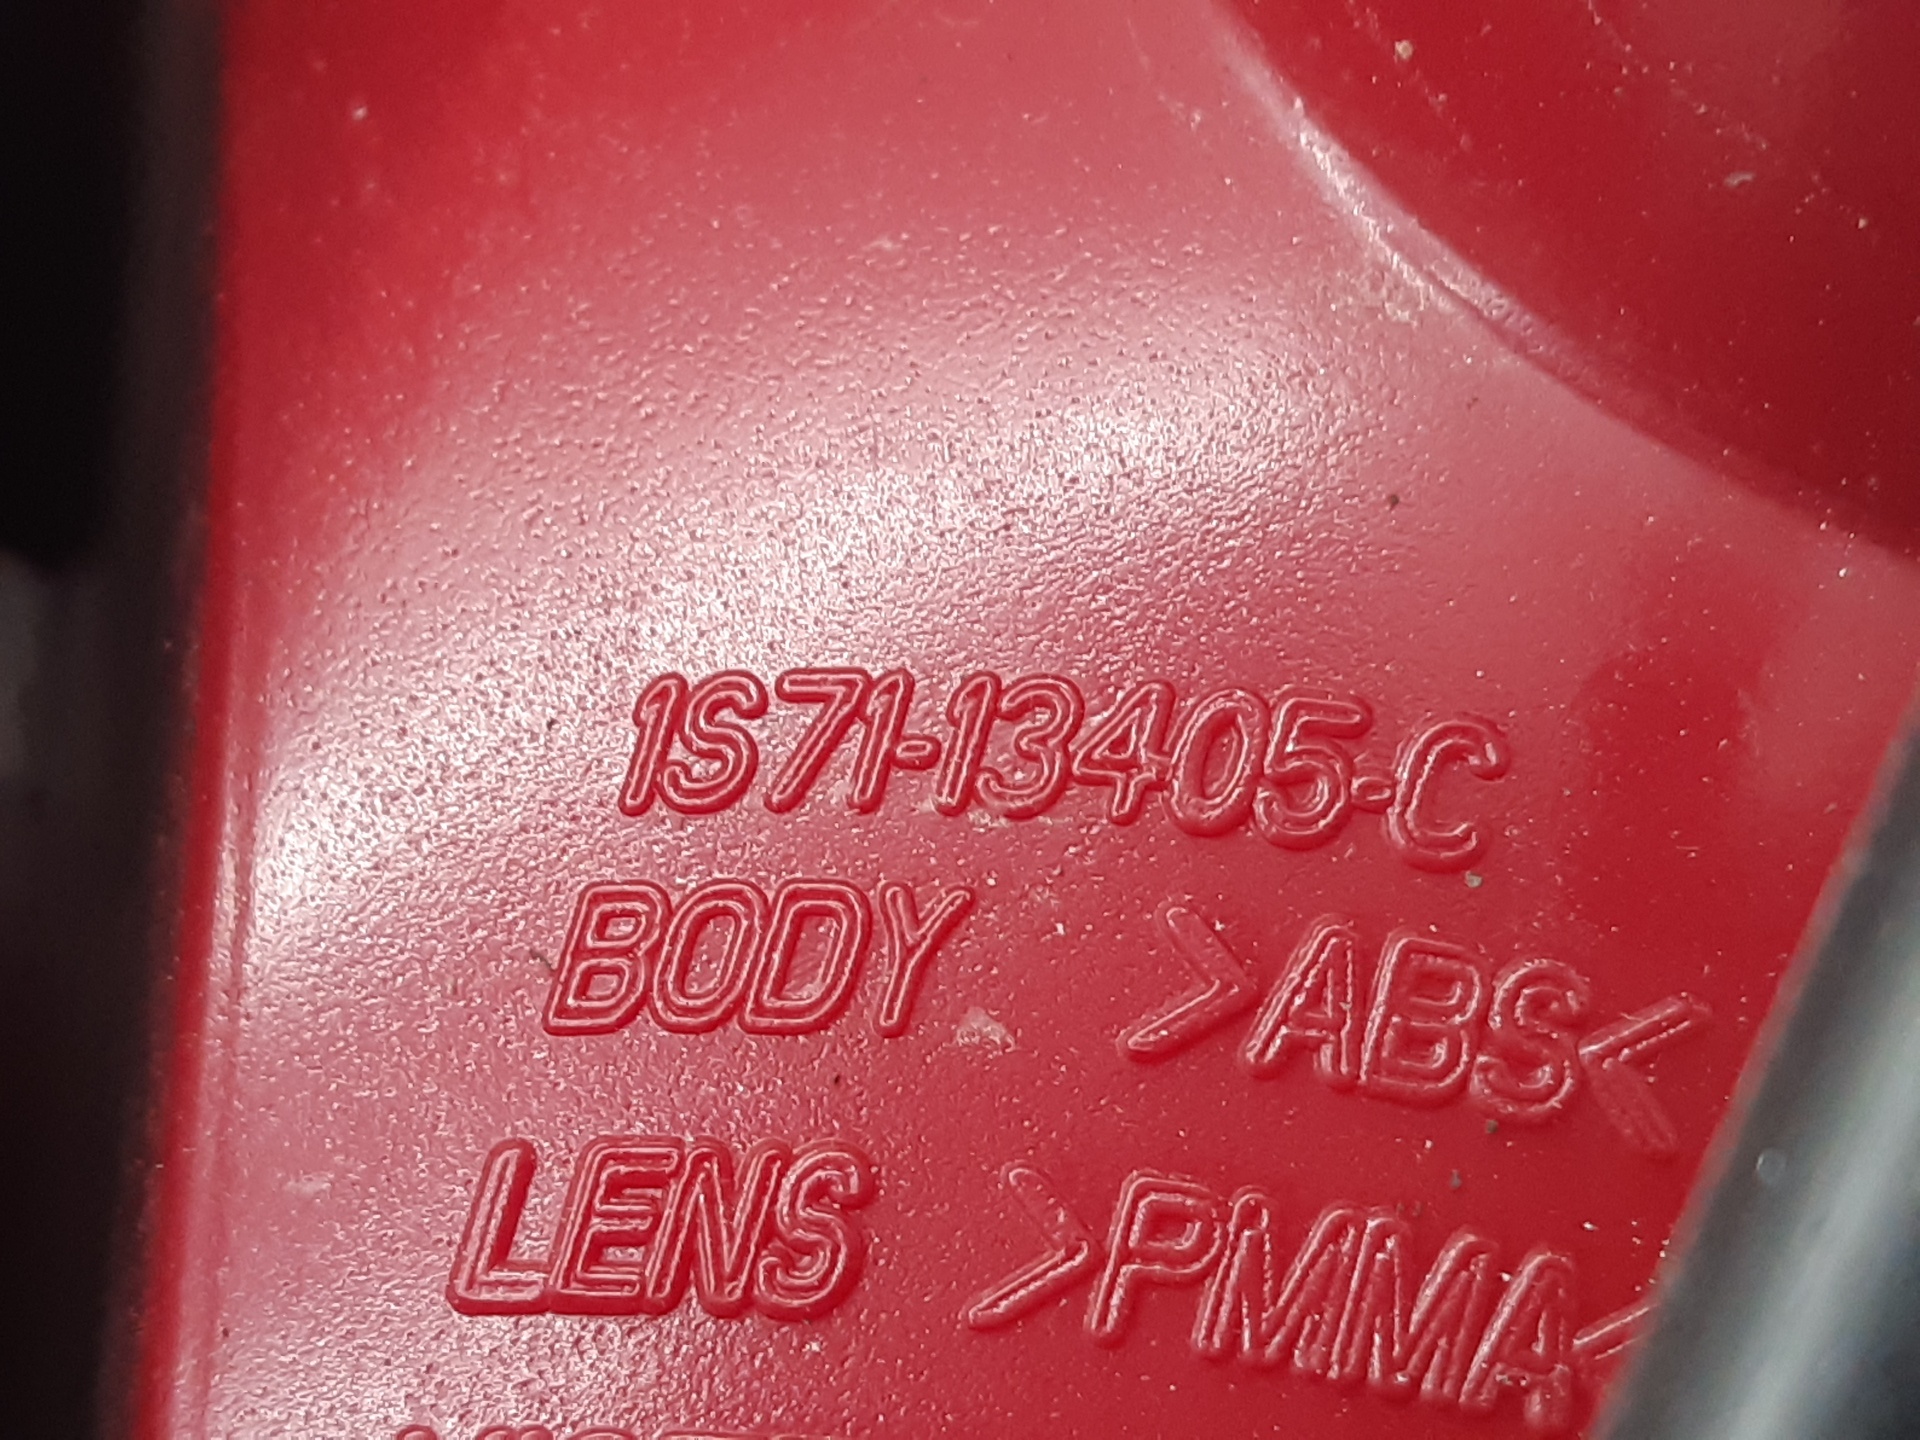 1S71-13405-C
BODY >ABS<
LENS >PMMA<